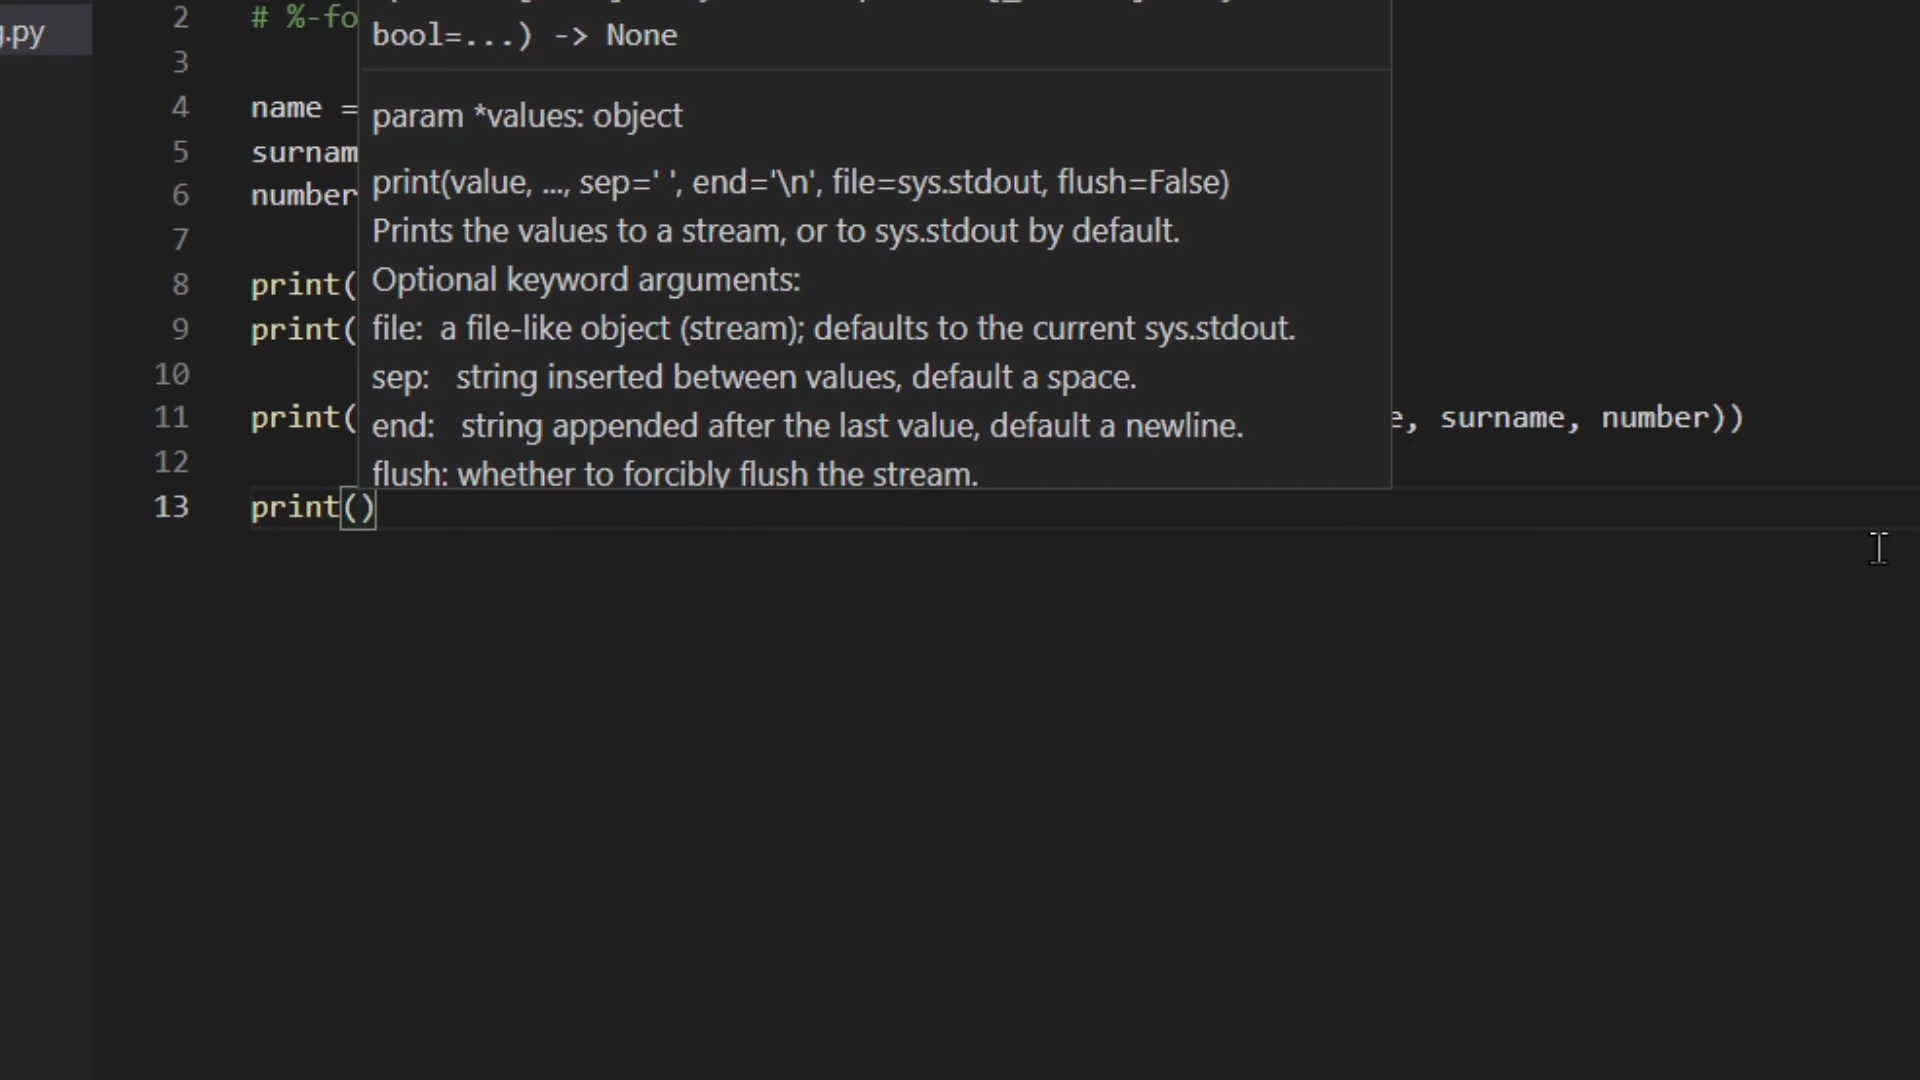 g.py
2 # %-fo
bool=...) -> None
3
4 name =
param *values: object
5 surnam
6 number
print(value, ..., sep=' ', end='\n', file=sys.stdout, flush=False)
7
Prints the values to a stream, or to sys.stdout by default.
8 print(
Optional keyword arguments:
9 print(
file: a file-like object (stream); defaults to the current sys.stdout.
10
sep: string inserted between values, default a space.
11 print( e, surname, number))
end: string appended after the last value, default a newline.
12
flush: whether to forcibly flush the stream.
13 print()